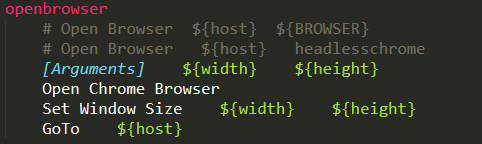 openbrowser
# Open Browser  ${host}  ${BROWSER}
# Open Browser   ${host}   headlesschrome
[Arguments]    ${width}    ${height}
Open Chrome Browser
Set Window Size    ${width}    ${height}
GoTo    ${host}